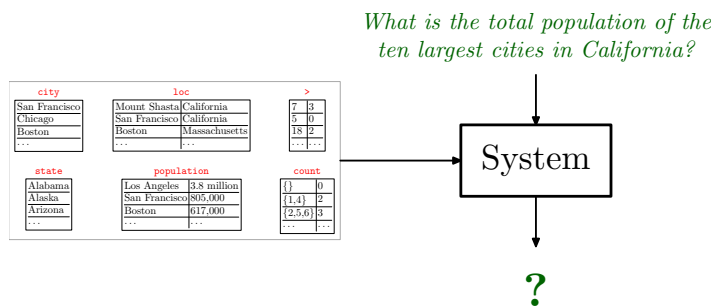 What is the total population of the
ten largest cities in California?
city
San Francisco
Chicago
Boston
...
loc
Mount Shasta California
San Francisco California
Boston Massachusetts
... ...
>
7 3
5 0
18 2
... ...
state
Alabama
Alaska
Arizona
...
population
Los Angeles 3.8 million
San Francisco 805,000
Boston 617,000
... ...
count
{} 0
{1,4} 2
{2,5,6} 3
... ...
System
?